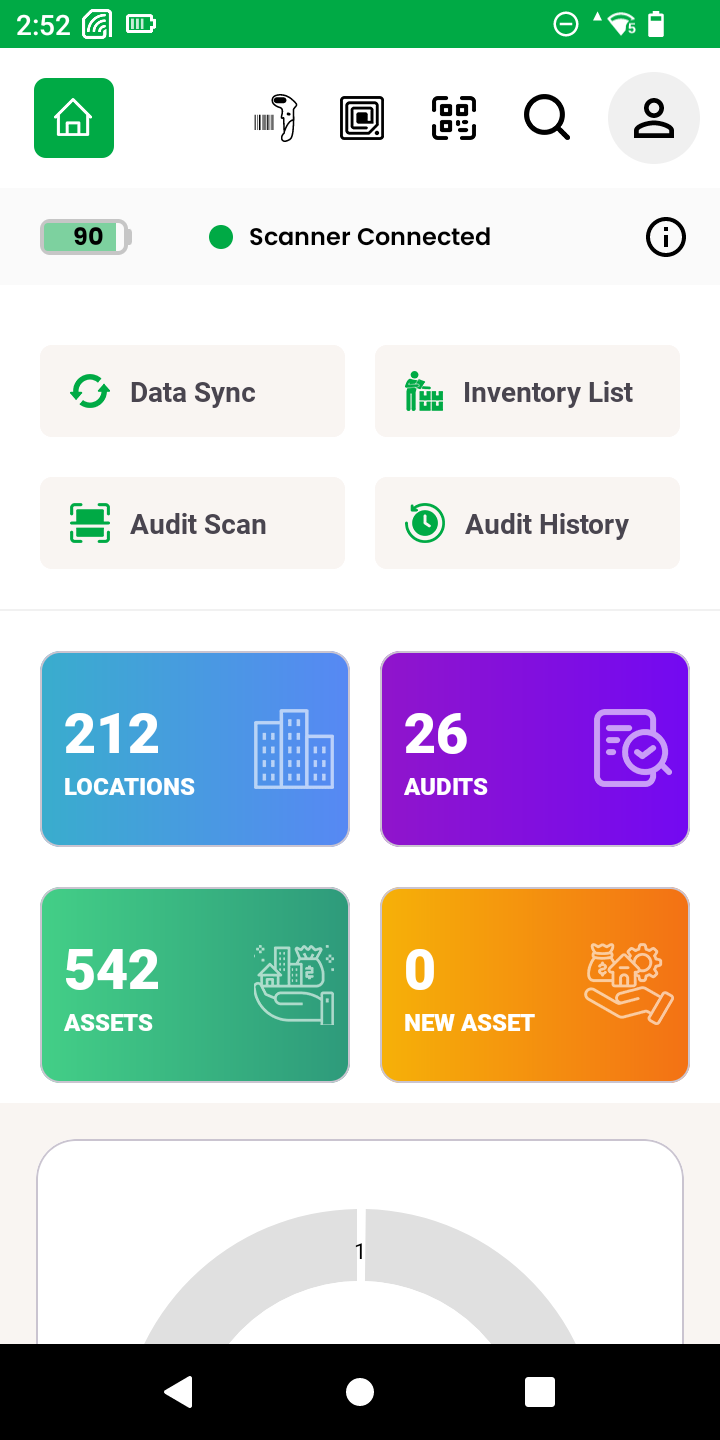 2:52
5
90
Scanner Connected
Data Sync
Inventory List
Audit Scan
Audit History
212
LOCATIONS
26
AUDITS
542
ASSETS
0
NEW ASSET
1